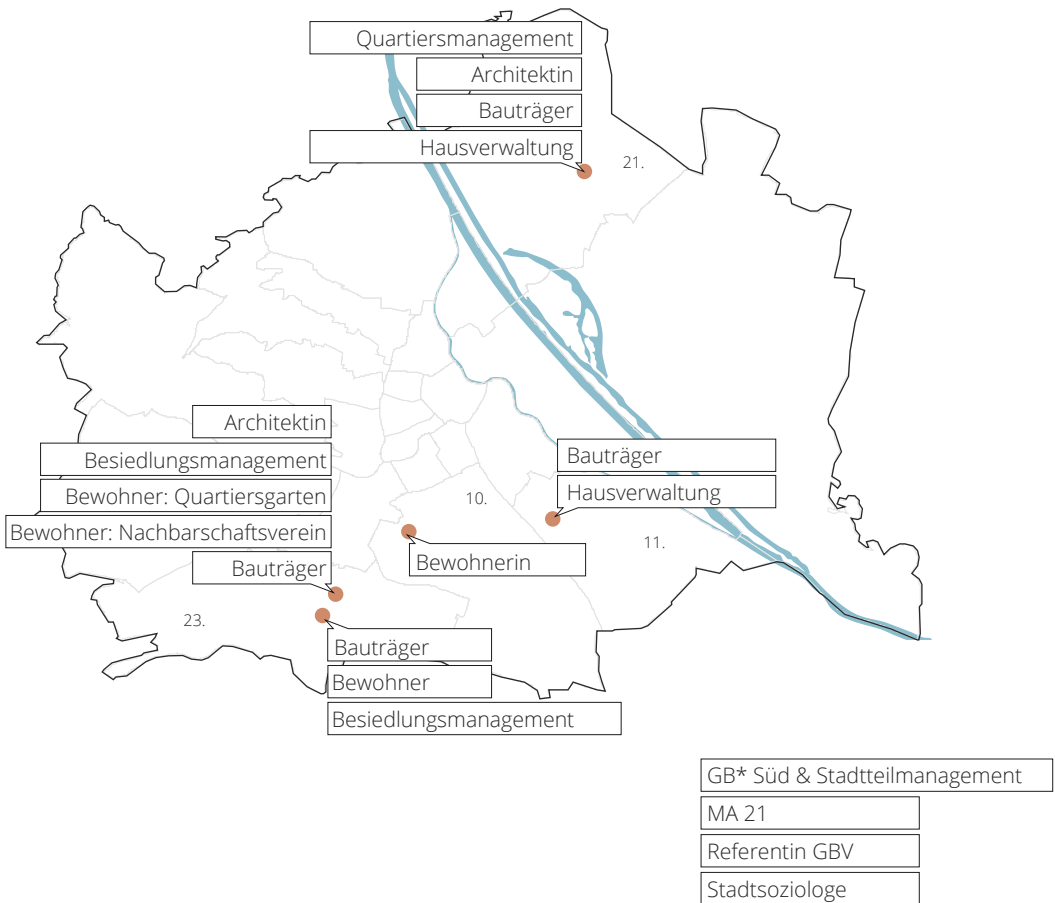 Quartiersmanagement
Architektin
Bauträger
Hausverwaltung
21.
Architektin
Besiedlungsmanagement
Bewohner: Quartiersgarten
Bewohner: Nachbarschaftsverein
Bauträger
10.
Bauträger
Hausverwaltung
Bewohnerin
11.
23.
Bauträger
Bewohner
Besiedlungsmanagement
GB* Süd & Stadtteilmanagement
MA 21
Referentin GBV
Stadtsoziologe